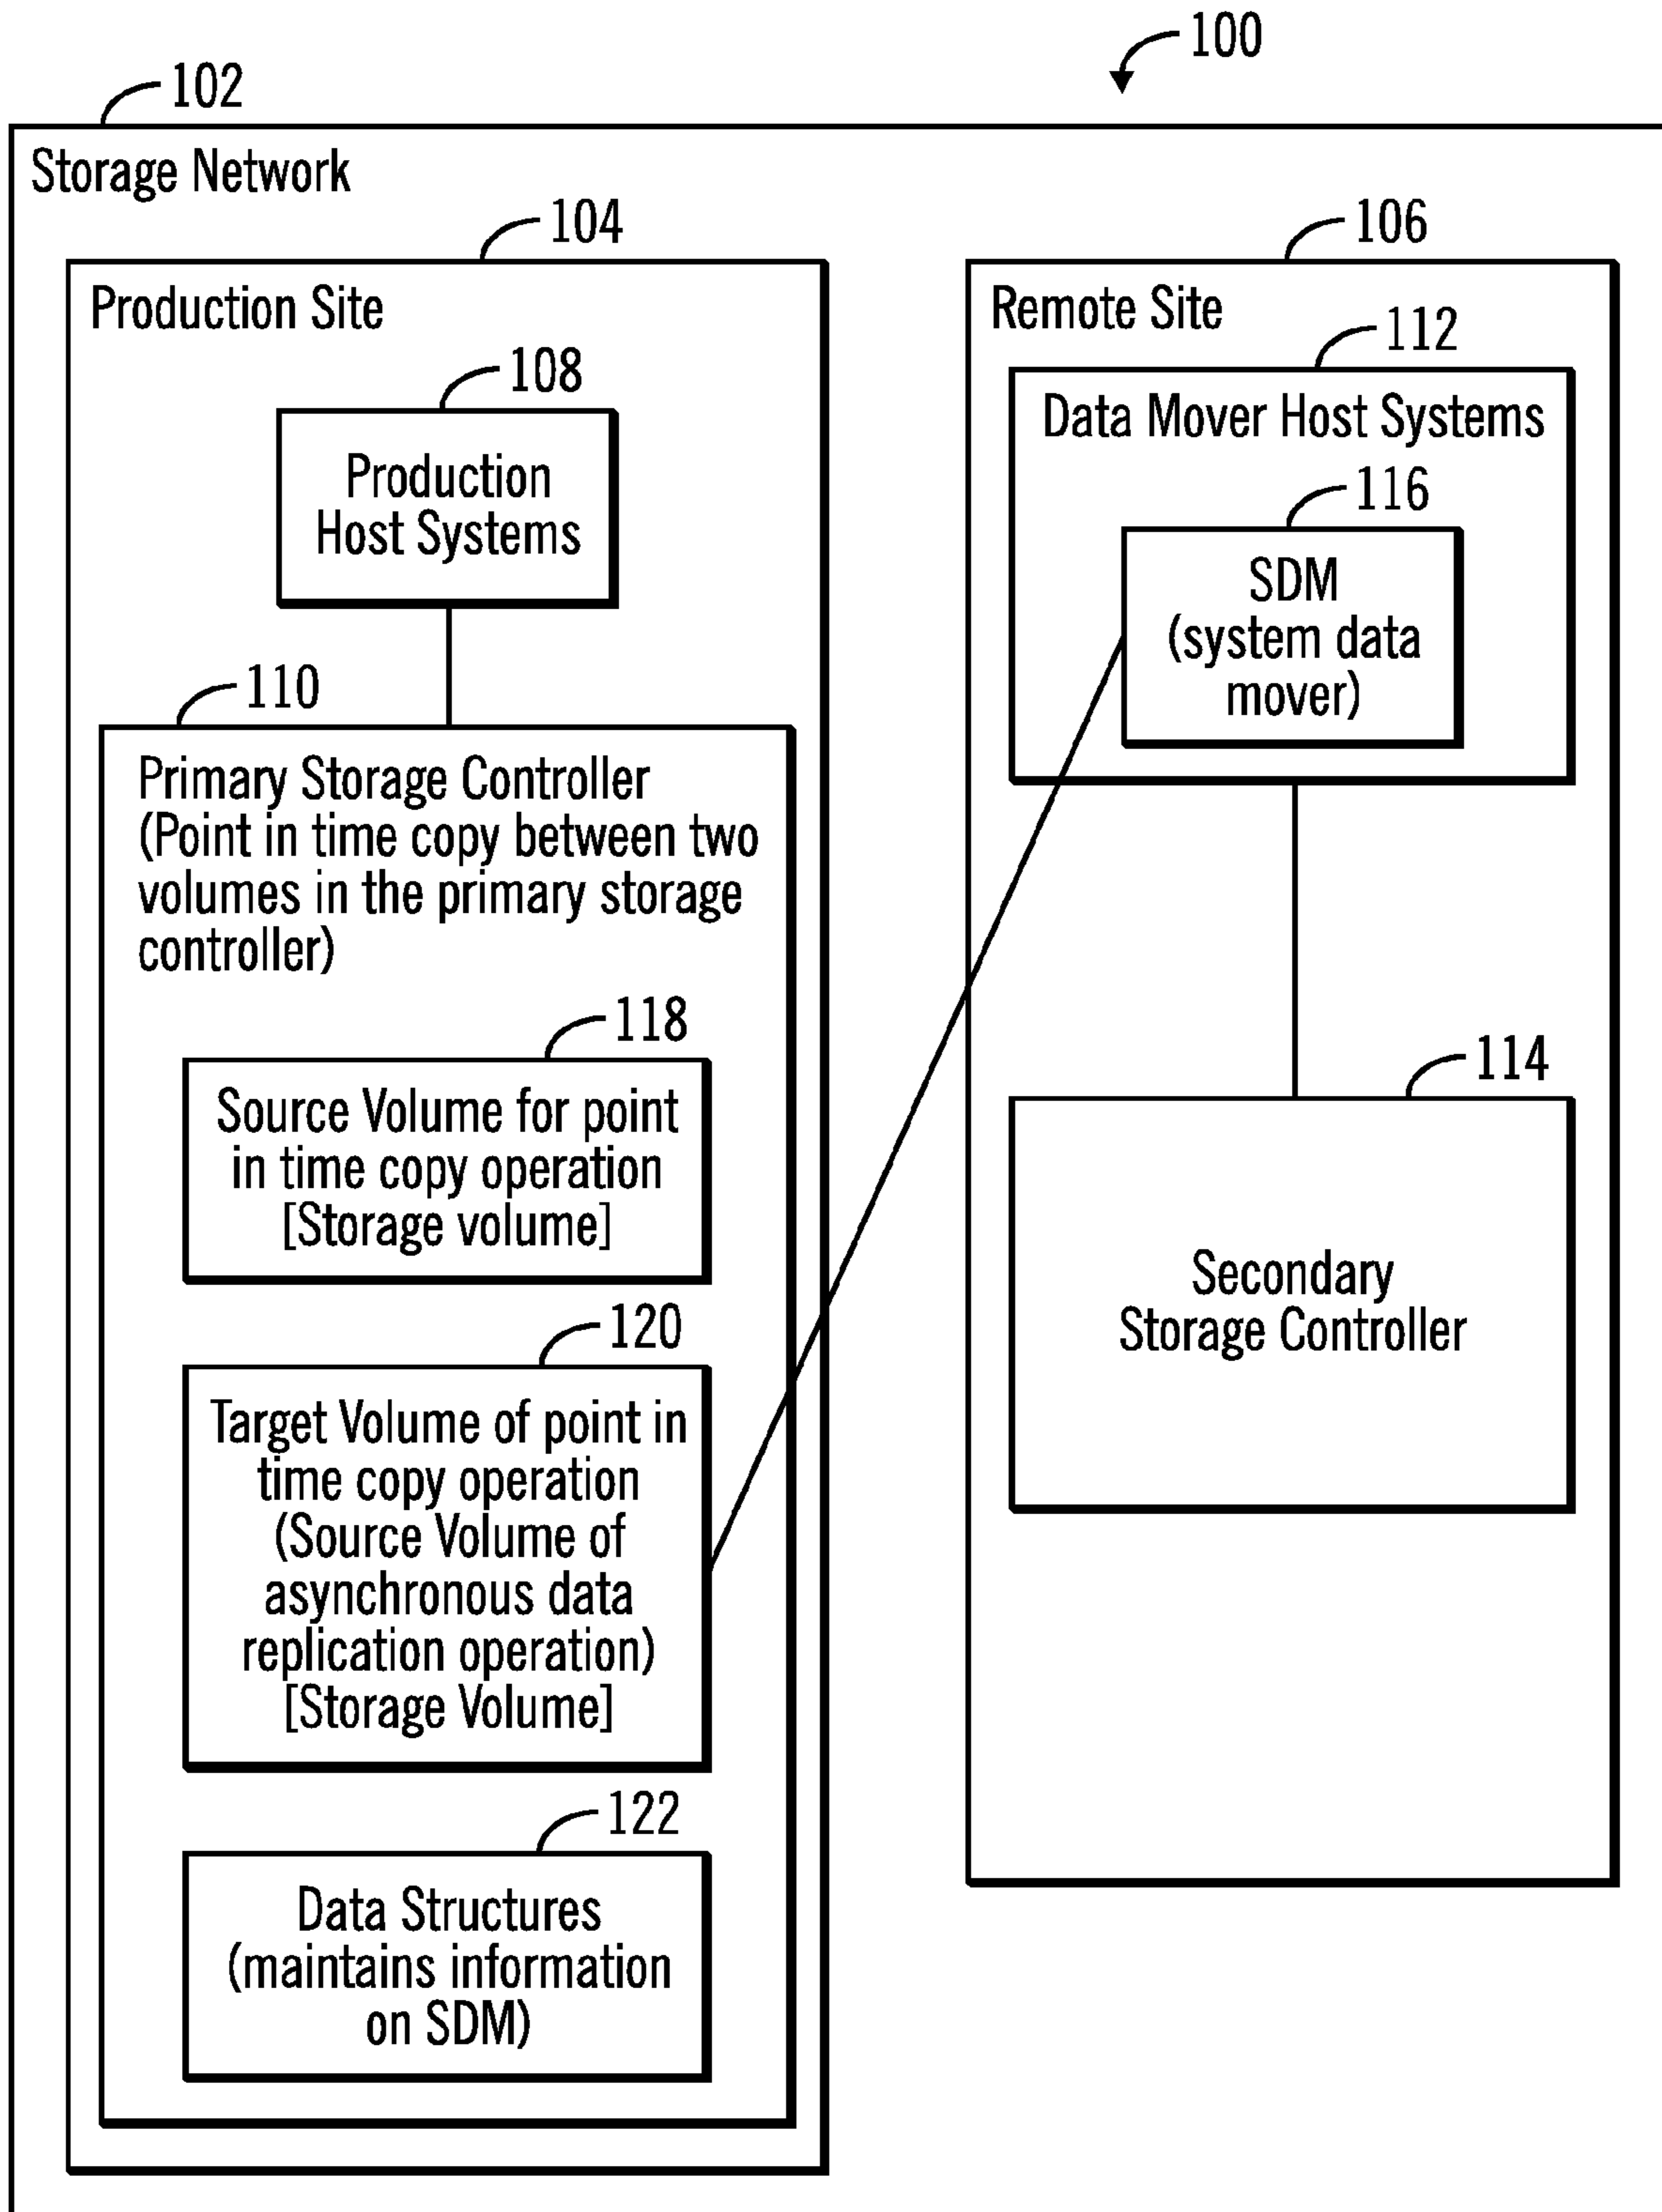 100
102
Storage Network
104
Production Site
108
Production
Host Systems
110
Primary Storage Controller
(Point in time copy between two
volumes in the primary storage
controller)
118
Source Volume for point
in time copy operation
[Storage volume]
120
Target Volume of point in
time copy operation
(Source Volume of
asynchronous data
replication operation)
[Storage Volume]
122
Data Structures
(maintains information
on SDM)
106
Remote Site
112
Data Mover Host Systems
116
SDM
(system data
mover)
114
Secondary
Storage Controller